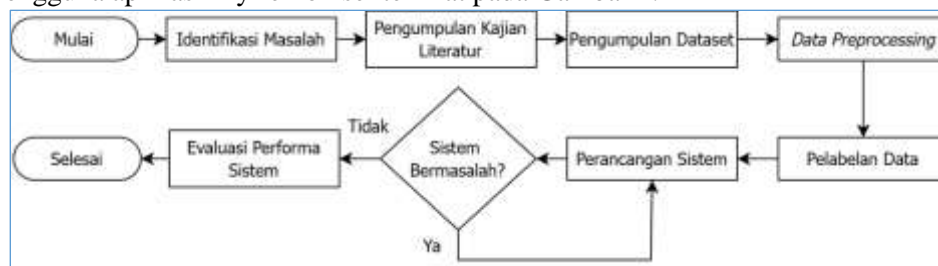 Mulai
Identifikasi Masalah
Pengumpulan Kajian
Literatur
Pengumpulan Dataset
Data Preprocessing
Pelabelan Data
Perancangan Sistem
Sistem
Bermasalah?
Tidak
Ya
Evaluasi Performa
Sistem
Selesai